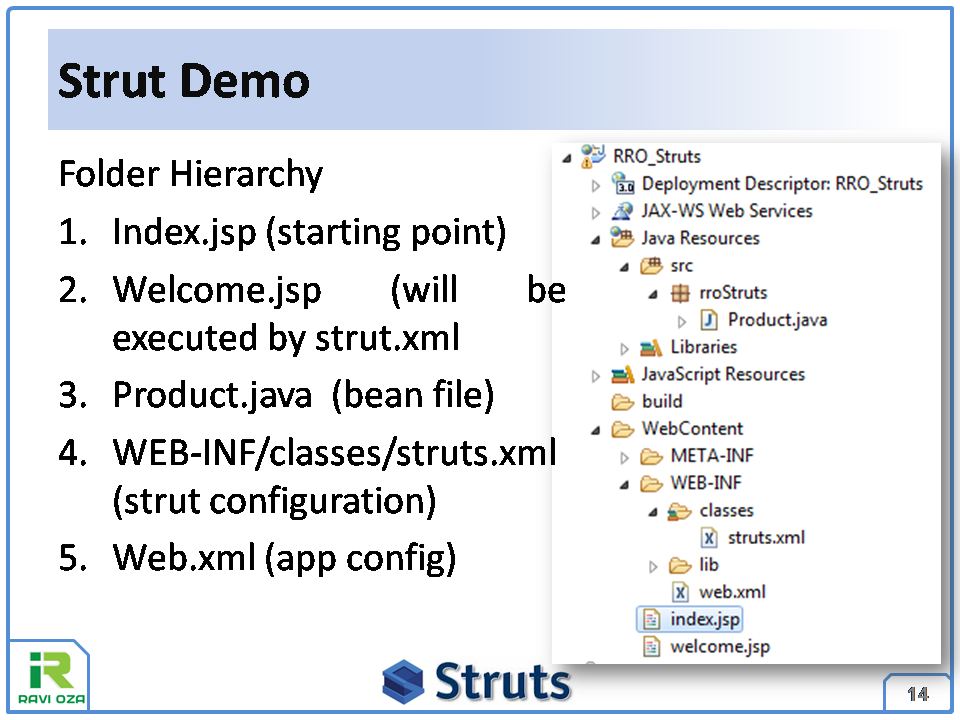 Strut Demo
Folder Hierarchy
1. Index.jsp (starting point)
2. Welcome.jsp (will be
executed by strut.xml
3. Product.java (bean file)
4. WEB-INF/classes/struts.xml
(strut configuration)
5. Web.xml (app config)
RRO_Struts
3.0 Deployment Descriptor: RRO_Struts
JAX-WS Web Services
Java Resources
src
rroStruts
Product.java
Libraries
JavaScript Resources
build
WebContent
META-INF
WEB-INF
classes
struts.xml
lib
web.xml
index.jsp
welcome.jsp
iR
RAVI OZA
Struts
14